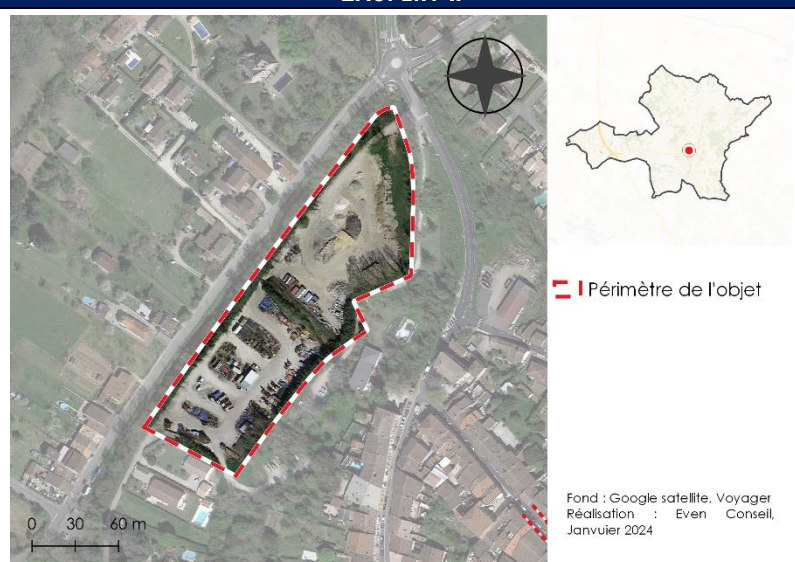 Périmètre de l'objet
0 30 60 m
Fond : Google satellite, Voyager
Réalisation : Even Conseil,
Janvuier 2024